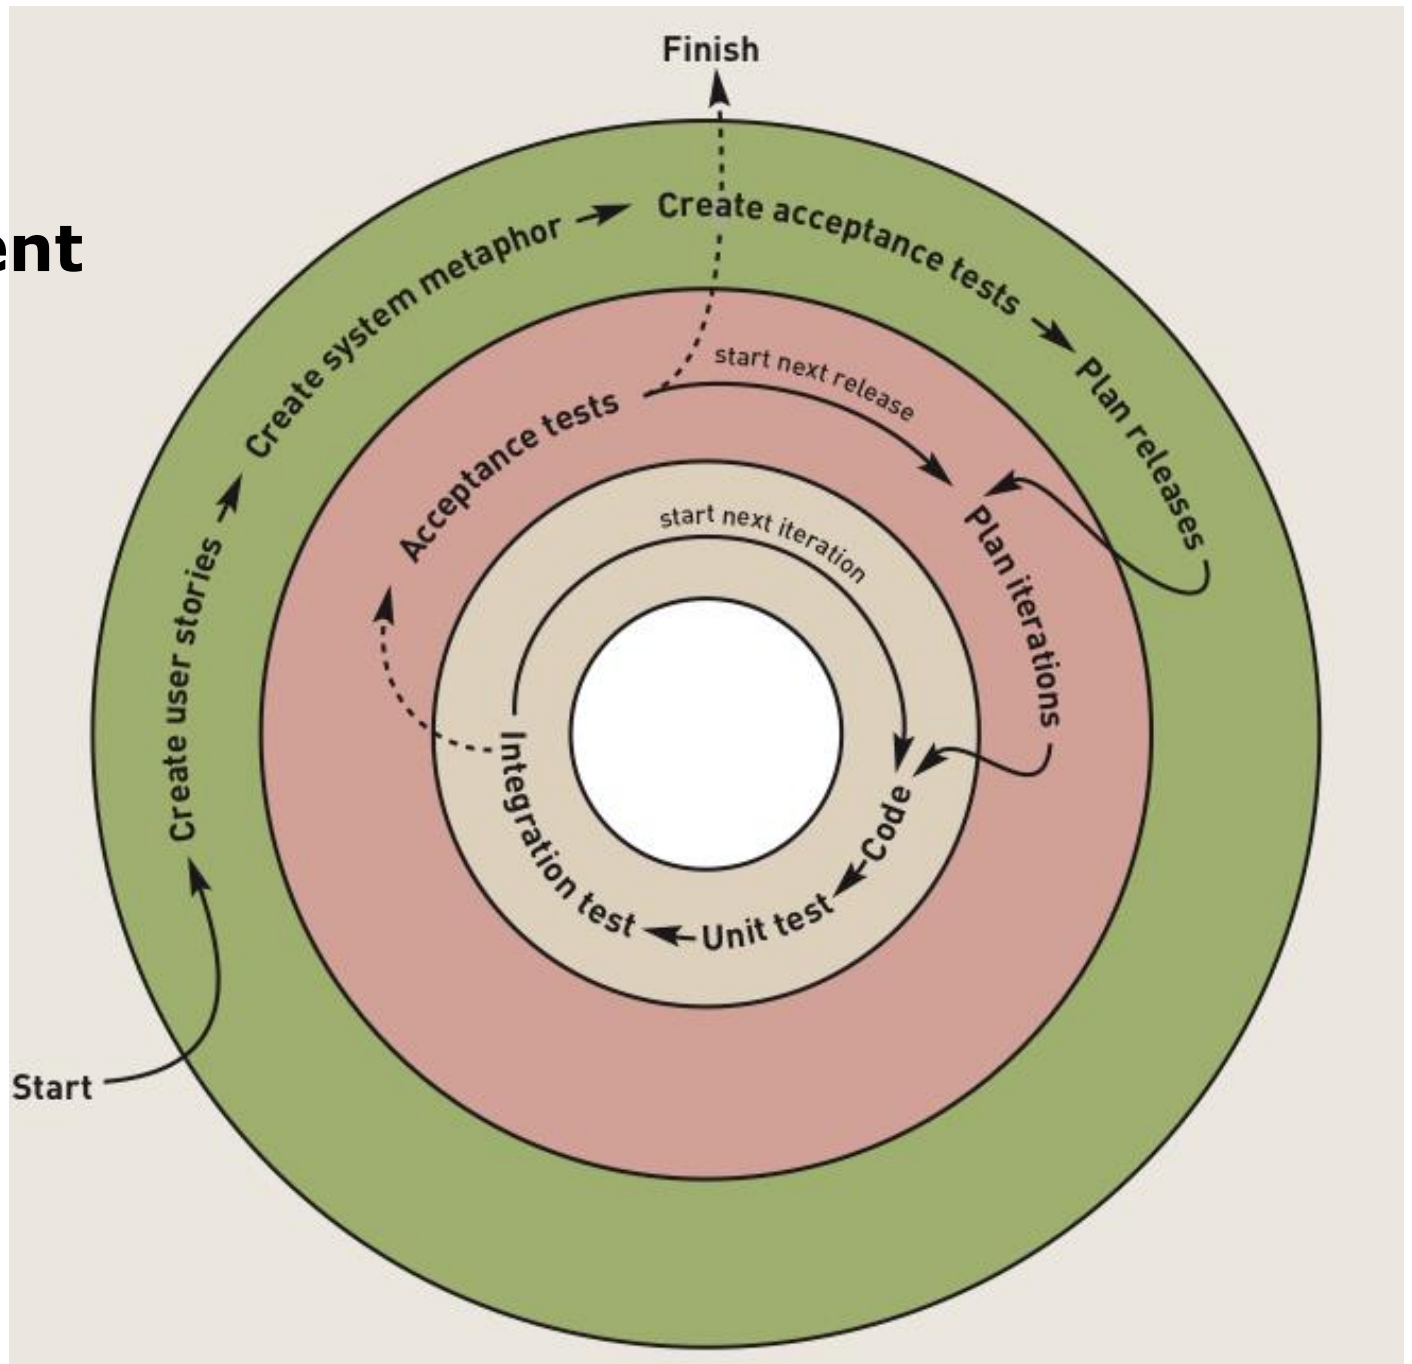 Finish
ent
Create user stories
Create system metaphor
Create acceptance tests
Plan releases
start next release
Acceptance tests
Plan iterations
start next iteration
Code
Unit test
Integration test
Start